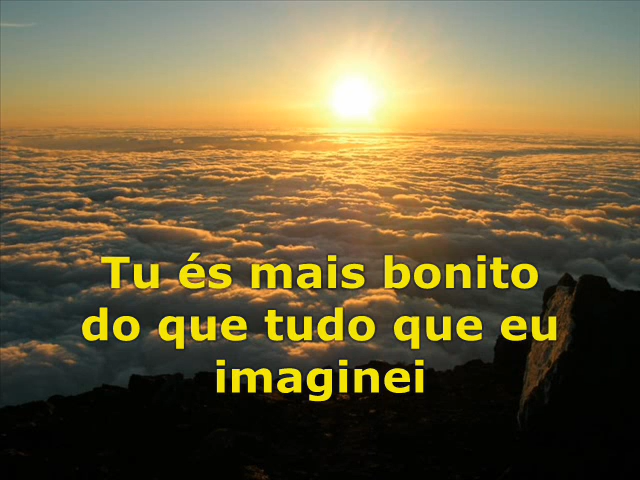 Tu és mais bonito
do que tudo que eu
imaginei